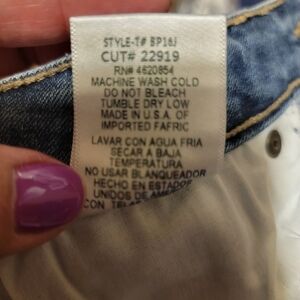 STYLE-T# BP16J
CUT# 22919
RN# 4620854
MACHINE WASH COLD
DO NOT BLEACH
TUMBLE DRY LOW
MADE IN U.S.A. OF
IMPORTED FAFRIC
LAVAR CON AGUA FRIA
SECAR A BAJA
TEMPERATURA
NO USAR BLANQUEADOR
HECHO EN ESTADOS
UNIDOS DE
CON